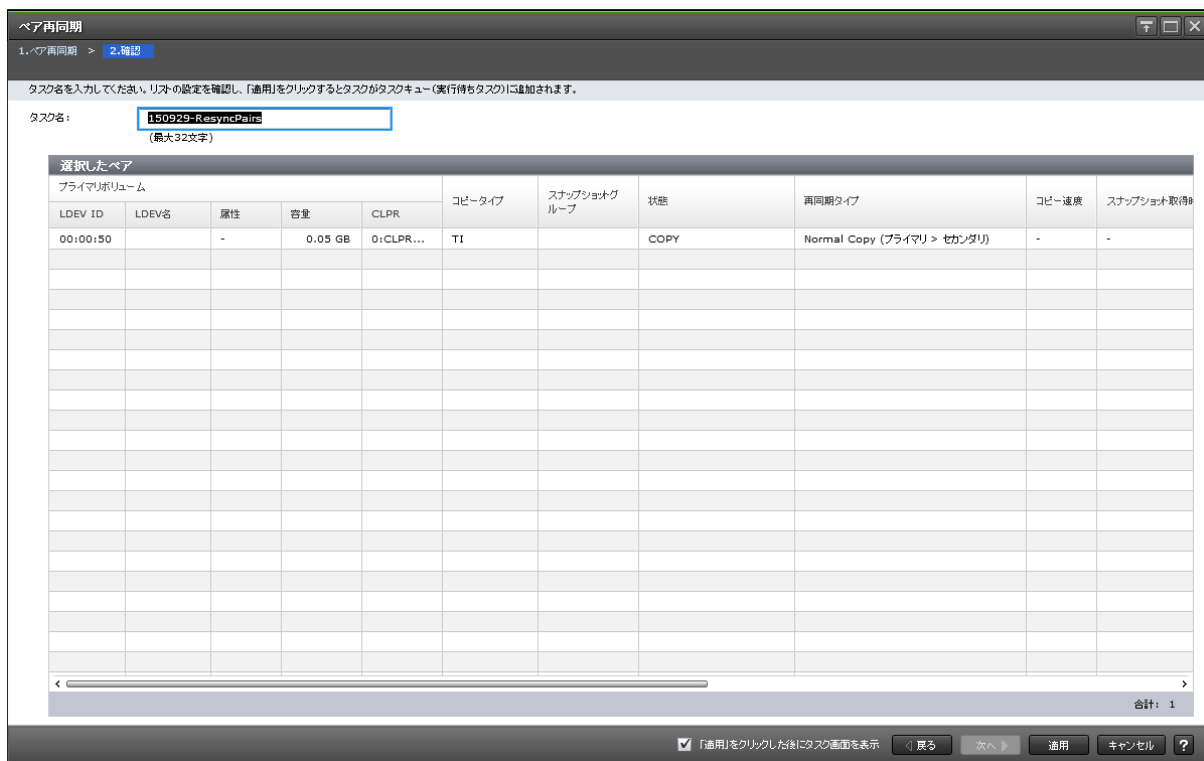 ペア再同期
1.ペア再同期 > 2.確認
タスク名を入力してください。リストの設定を確認し、「適用」をクリックするとタスクがタスクキュー(実行待ちタスク)に追加されます。
タスク名: 150929-ResyncPairs
(最大32文字)
選択したペア
プライマリボリューム コピータイプ スナップショットグループ 状態 再同期タイプ コピー速度 スナップショット取得
LDEV ID LDEV名 属性 容量 CLPR
00:00:50 - 0.05 GB 0:CLPR... TI COPY Normal Copy (プライマリ > セカンダリ) - -
合計: 1
「適用」をクリックした後にタスク画面を表示 戻る 次へ 適用 キャンセル ?